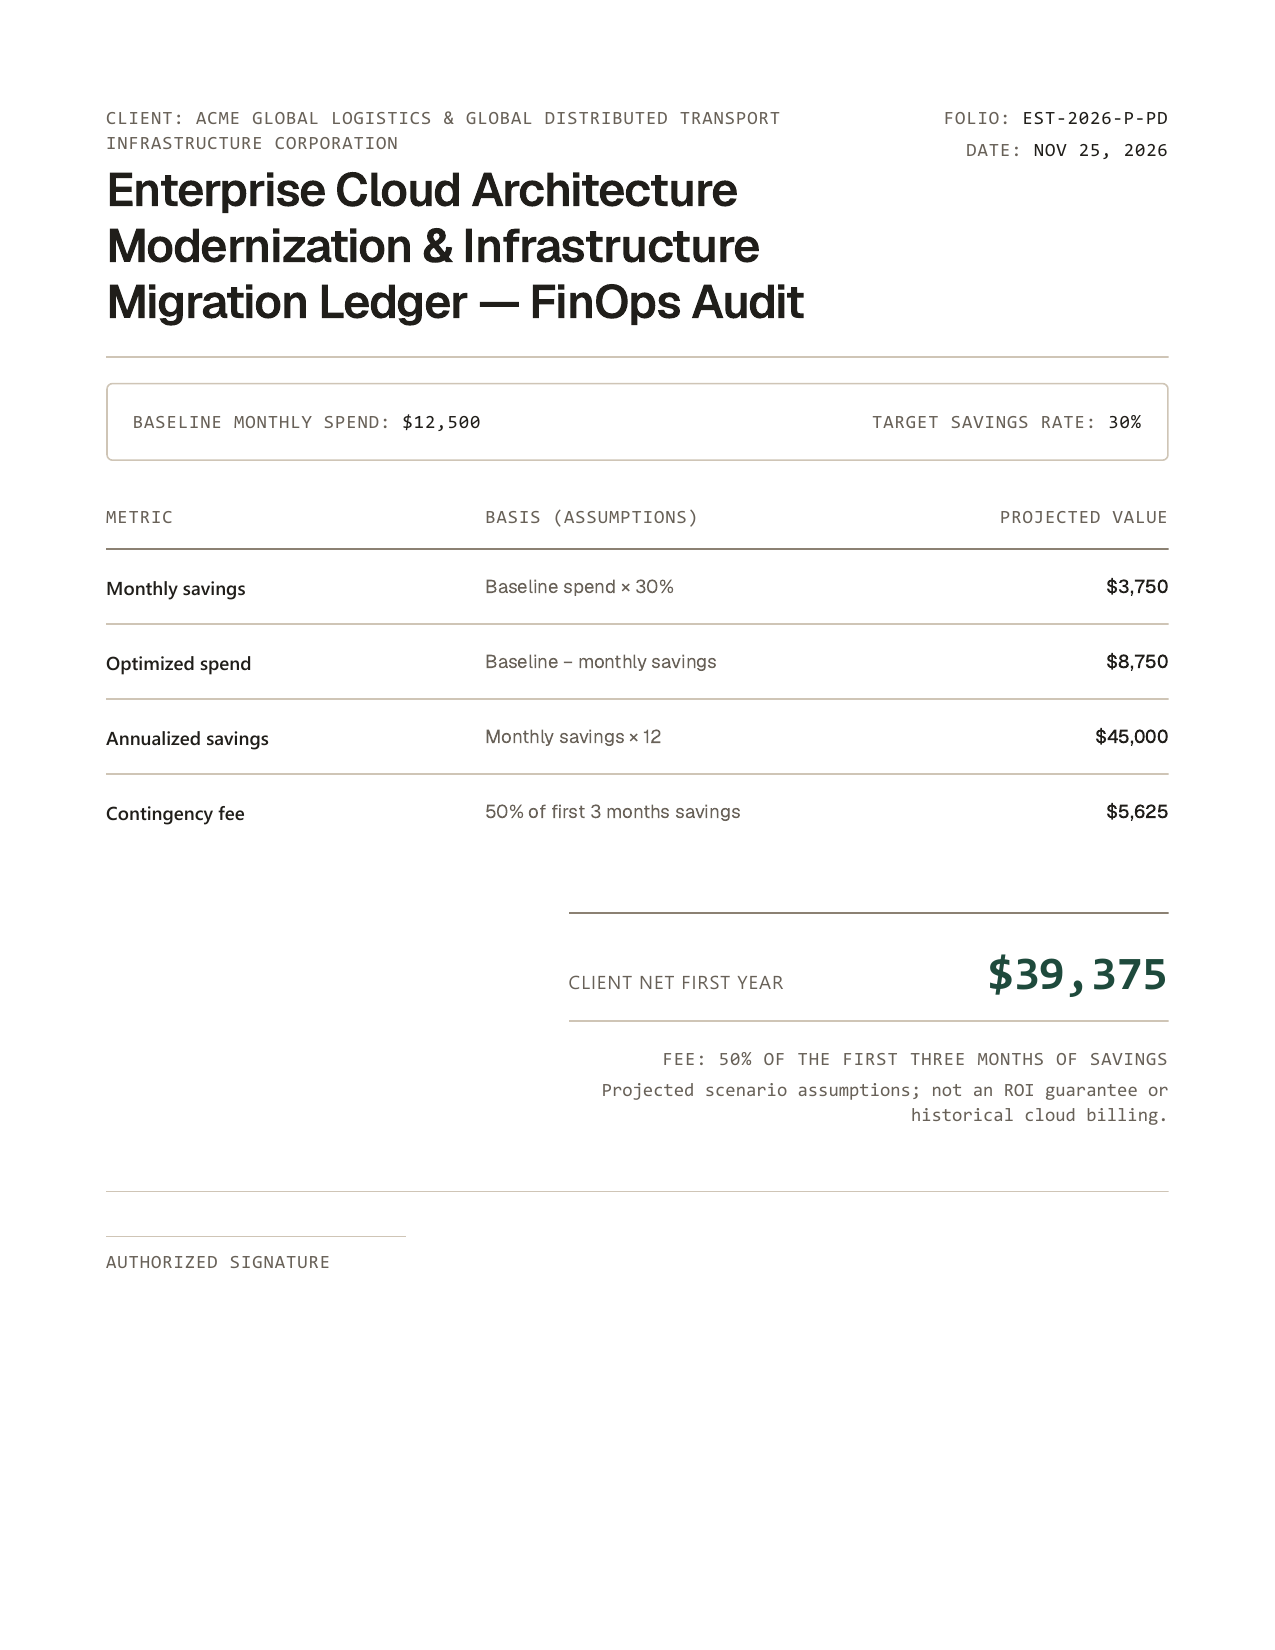 CLIENT: ACME GLOBAL LOGISTICS & GLOBAL DISTRIBUTED TRANSPORT
INFRASTRUCTURE CORPORATION
FOLIO: EST-2026-P-PD
DATE: NOV 25, 2026
Enterprise Cloud Architecture
Modernization & Infrastructure
Migration Ledger — FinOps Audit
BASELINE MONTHLY SPEND: $12,500
TARGET SAVINGS RATE: 30%
METRIC BASIS (ASSUMPTIONS) PROJECTED VALUE
Monthly savings Baseline spend × 30% $3,750
Optimized spend Baseline − monthly savings $8,750
Annualized savings Monthly savings × 12 $45,000
Contingency fee 50% of first 3 months savings $5,625
CLIENT NET FIRST YEAR $39,375
FEE: 50% OF THE FIRST THREE MONTHS OF SAVINGS
Projected scenario assumptions; not an ROI guarantee or
historical cloud billing.
AUTHORIZED SIGNATURE